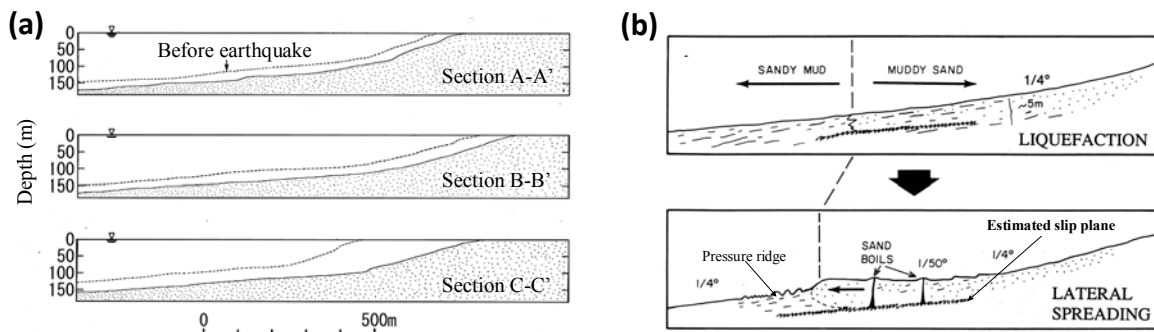 (a)
0
50
100
150
Before earthquake
Section A-A’
Depth (m)
0
50
100
150
Section B-B’
0
50
100
150
Section C-C’
0 500m
(b)
SANDY MUD
MUDDY SAND
1/4°
~5m
LIQUEFACTION
Estimated slip plane
Pressure ridge
SAND
BOILS
1/50°
1/4°
1/4°
LATERAL
SPREADING